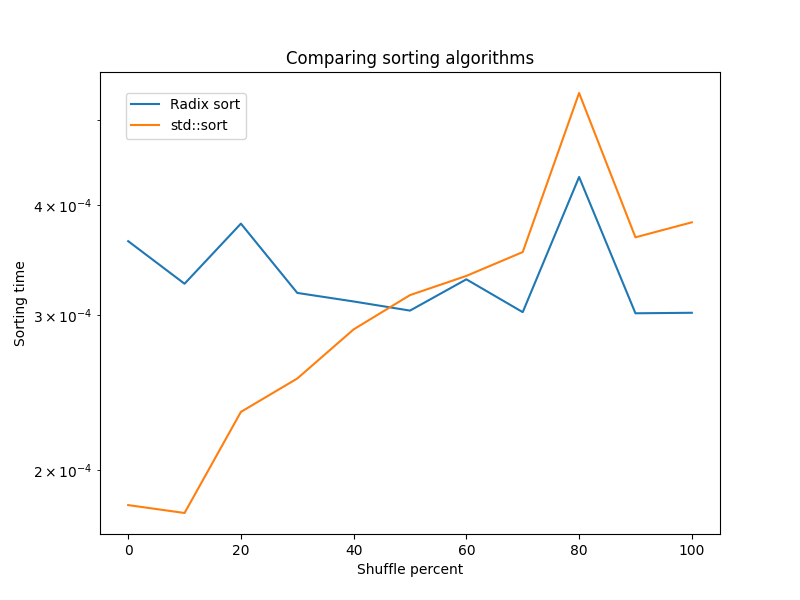 Comparing sorting algorithms
Radix sort
std::sort
Sorting time
4 × 10⁻⁴
3 × 10⁻⁴
2 × 10⁻⁴
0 20 40 60 80 100
Shuffle percent